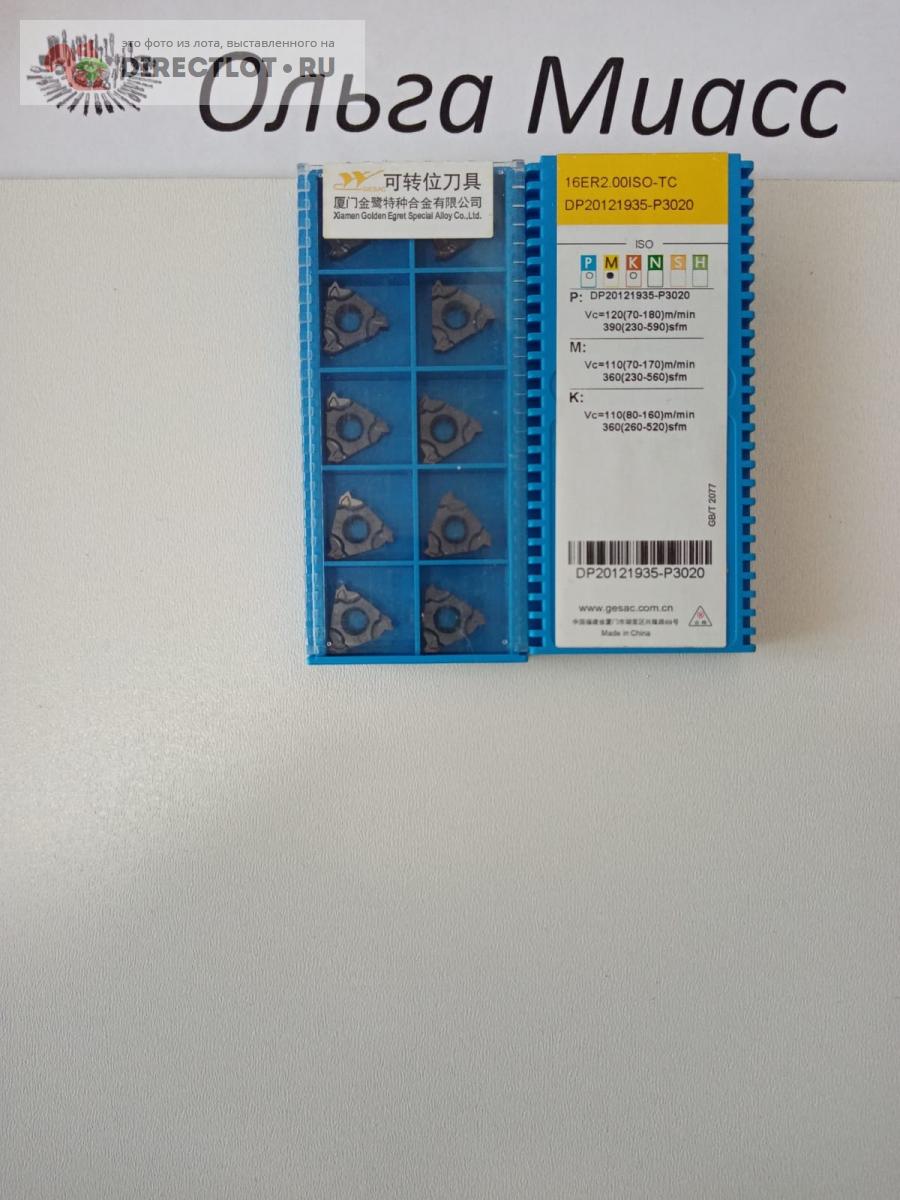 это фото из лота, выставленного на
DIRECTLOT • RU
Ольга Миасс
GESAC
可转位刀具
厦门金鹭特种合金有限公司
Xiamen Golden Egret Special Alloy Co.,Ltd.
16ER2.00ISO-TC
DP20121935-P3020
ISO
P M K N S H
P: DP20121935-P3020
Vc=120(70-180)m/min
390(230-590)sfm
M:
Vc=110(70-170)m/min
360(230-560)sfm
K:
Vc=110(80-160)m/min
360(260-520)sfm
GB/T 2077
DP20121935-P3020
www.gesac.com.cn
Made in China